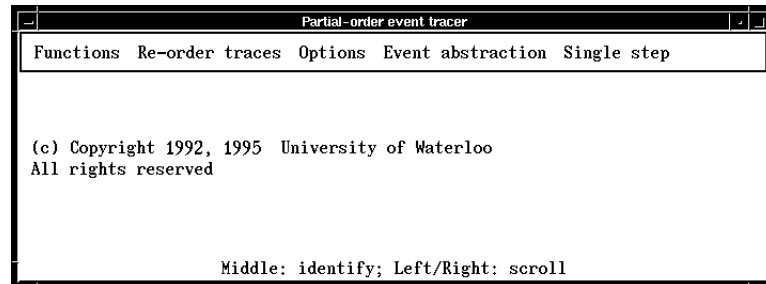 Partial-order event tracer
Functions Re-order traces Options Event abstraction Single step
(c) Copyright 1992, 1995 University of Waterloo
All rights reserved
Middle: identify; Left/Right: scroll